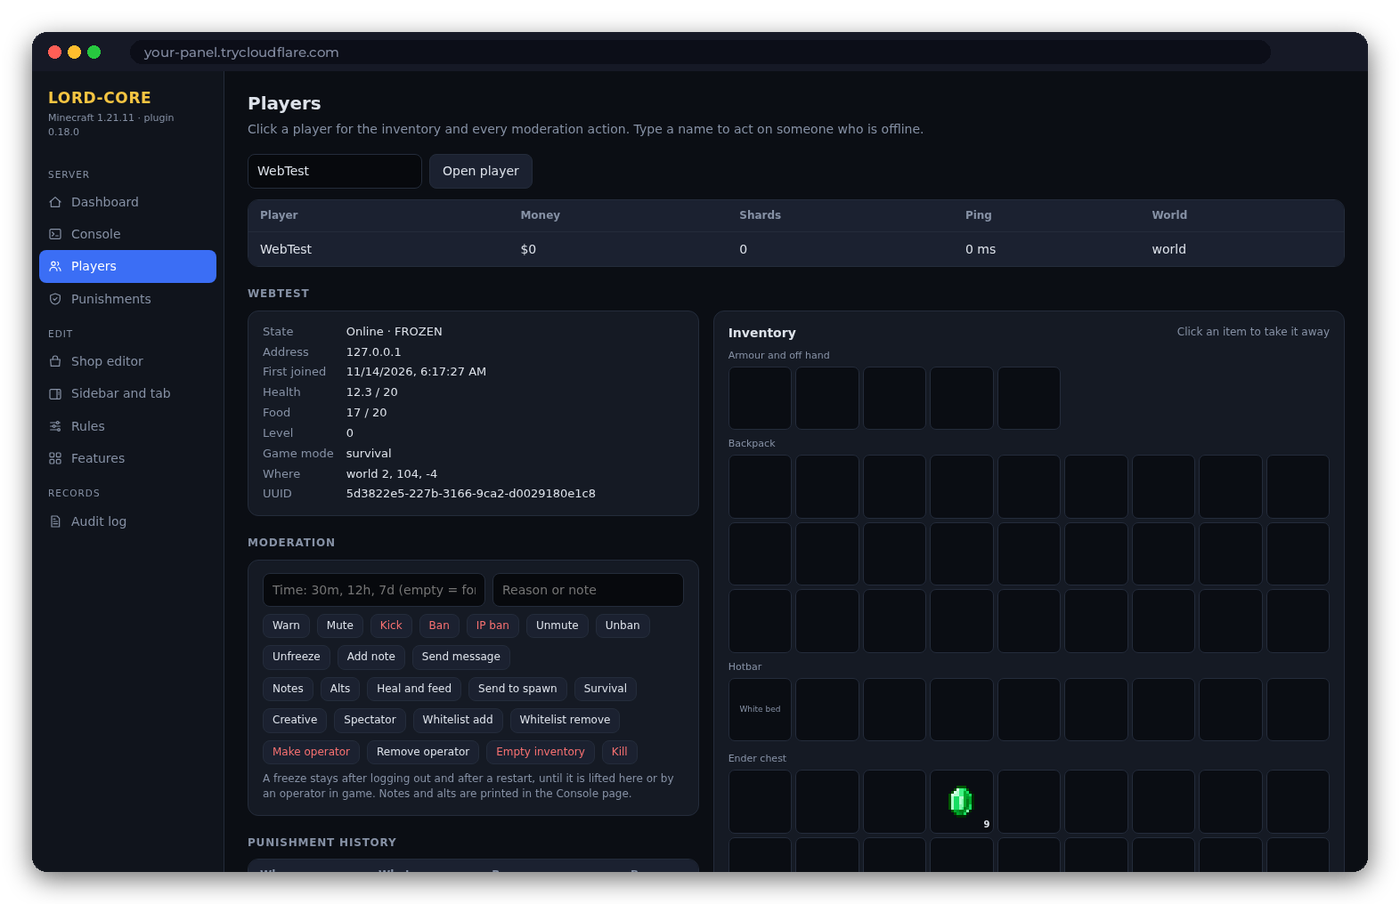 your-panel.trycloudflare.com
LORD-CORE
Minecraft 1.21.11 · plugin
0.18.0
SERVER
Dashboard
Console
Players
Punishments
EDIT
Shop editor
Sidebar and tab
Rules
Features
RECORDS
Audit log
Players
Click a player for the inventory and every moderation action. Type a name to act on someone who is offline.
WebTest Open player
Player Money Shards Ping World
WebTest $0 0 0 ms world
WEBTEST
State Online · FROZEN
Address 127.0.0.1
First joined 11/14/2026, 6:17:27 AM
Health 12.3 / 20
Food 17 / 20
Level 0
Game mode survival
Where world 2, 104, -4
UUID 5d3822e5-227b-3166-9ca2-d0029180e1c8
MODERATION
Time: 30m, 12h, 7d (empty = for Reason or note
Warn Mute Kick Ban IP ban Unmute Unban
Unfreeze Add note Send message
Notes Alts Heal and feed Send to spawn Survival
Creative Spectator Whitelist add Whitelist remove
Make operator Remove operator Empty inventory Kill
A freeze stays after logging out and after a restart, until it is lifted here or by
an operator in game. Notes and alts are printed in the Console page.
PUNISHMENT HISTORY
Inventory Click an item to take it away
Armour and off hand
Backpack
Hotbar
White bed
Ender chest
9